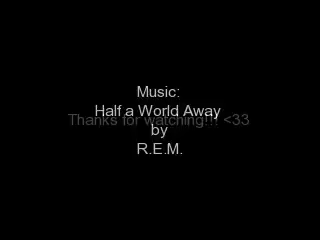 Music:
Half a World Away
Thanks for watching!!! <33
by
R.E.M.